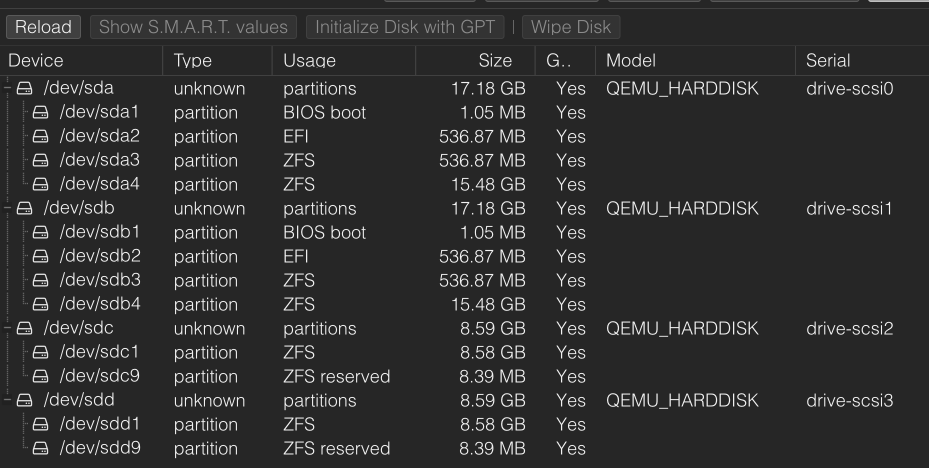 Reload Show S.M.A.R.T. values Initialize Disk with GPT | Wipe Disk
Device Type Usage Size G.. Model Serial
/dev/sda unknown partitions 17.18 GB Yes QEMU_HARDDISK drive-scsi0
/dev/sda1 partition BIOS boot 1.05 MB Yes
/dev/sda2 partition EFI 536.87 MB Yes
/dev/sda3 partition ZFS 536.87 MB Yes
/dev/sda4 partition ZFS 15.48 GB Yes
/dev/sdb unknown partitions 17.18 GB Yes QEMU_HARDDISK drive-scsi1
/dev/sdb1 partition BIOS boot 1.05 MB Yes
/dev/sdb2 partition EFI 536.87 MB Yes
/dev/sdb3 partition ZFS 536.87 MB Yes
/dev/sdb4 partition ZFS 15.48 GB Yes
/dev/sdc unknown partitions 8.59 GB Yes QEMU_HARDDISK drive-scsi2
/dev/sdc1 partition ZFS 8.58 GB Yes
/dev/sdc9 partition ZFS reserved 8.39 MB Yes
/dev/sdd unknown partitions 8.59 GB Yes QEMU_HARDDISK drive-scsi3
/dev/sdd1 partition ZFS 8.58 GB Yes
/dev/sdd9 partition ZFS reserved 8.39 MB Yes